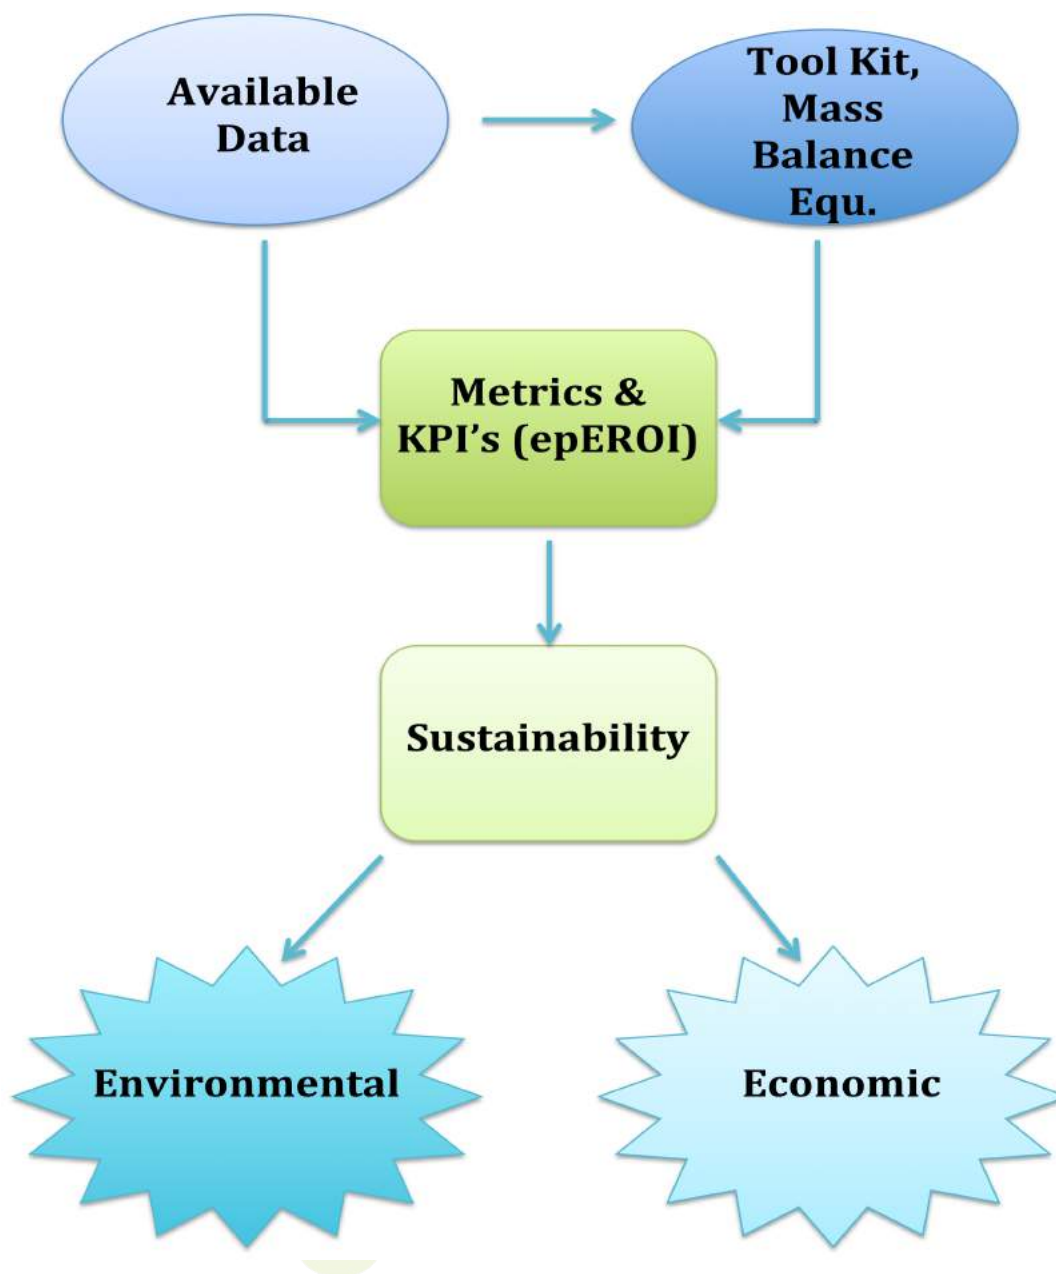 Available
Data
Tool Kit,
Mass
Balance
Equ.
Metrics &
KPI's (epEROI)
Sustainability
Environmental
Economic